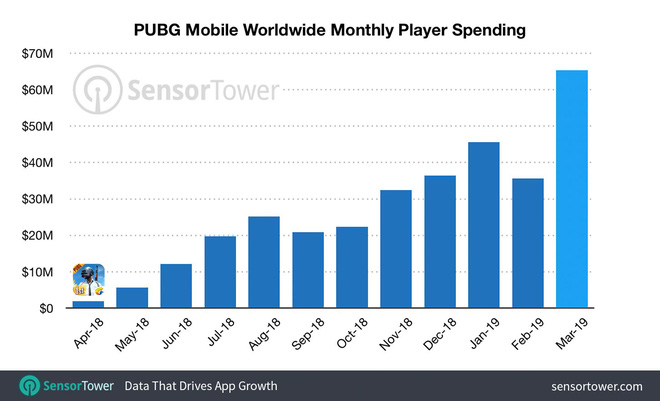 PUBG Mobile Worldwide Monthly Player Spending
$70M
SensorTower
$60M
$50M
$40M
$30M
$20M
$10M
$0
Apr-18 May-18 Jun-18 Jul-18 Aug-18 Sep-18 Oct-18 Nov-18 Dec-18 Jan-19 Feb-19 Mar-19
SensorTower Data That Drives App Growth sensortower.com